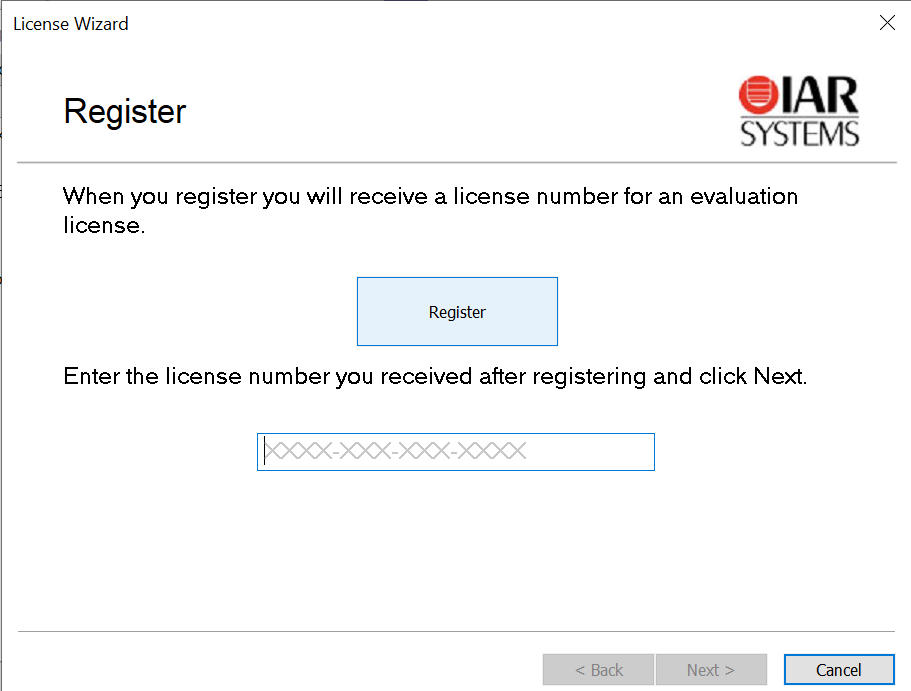 License Wizard
Register
IAR
SYSTEMS
When you register you will receive a license number for an evaluation
license.
Register
Enter the license number you received after registering and click Next.
XXXX-XXX-XXX-XXXX
< Back
Next >
Cancel